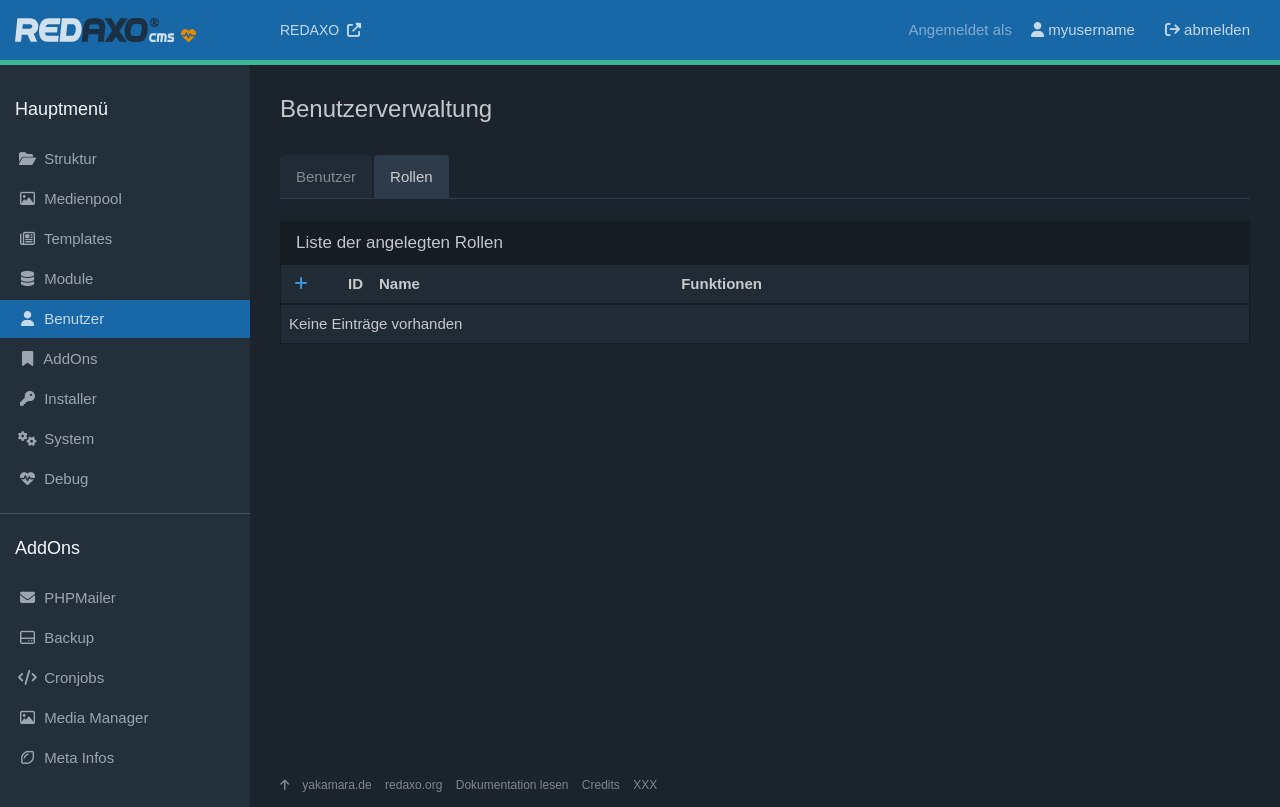 REDAXO® cms
REDAXO
Angemeldet als myusername abmelden
Hauptmenü
Struktur
Medienpool
Templates
Module
Benutzer
AddOns
Installer
System
Debug
AddOns
PHPMailer
Backup
Cronjobs
Media Manager
Meta Infos
Benutzerverwaltung
Benutzer Rollen
Liste der angelegten Rollen
ID Name Funktionen
Keine Einträge vorhanden
yakamara.de redaxo.org Dokumentation lesen Credits XXX